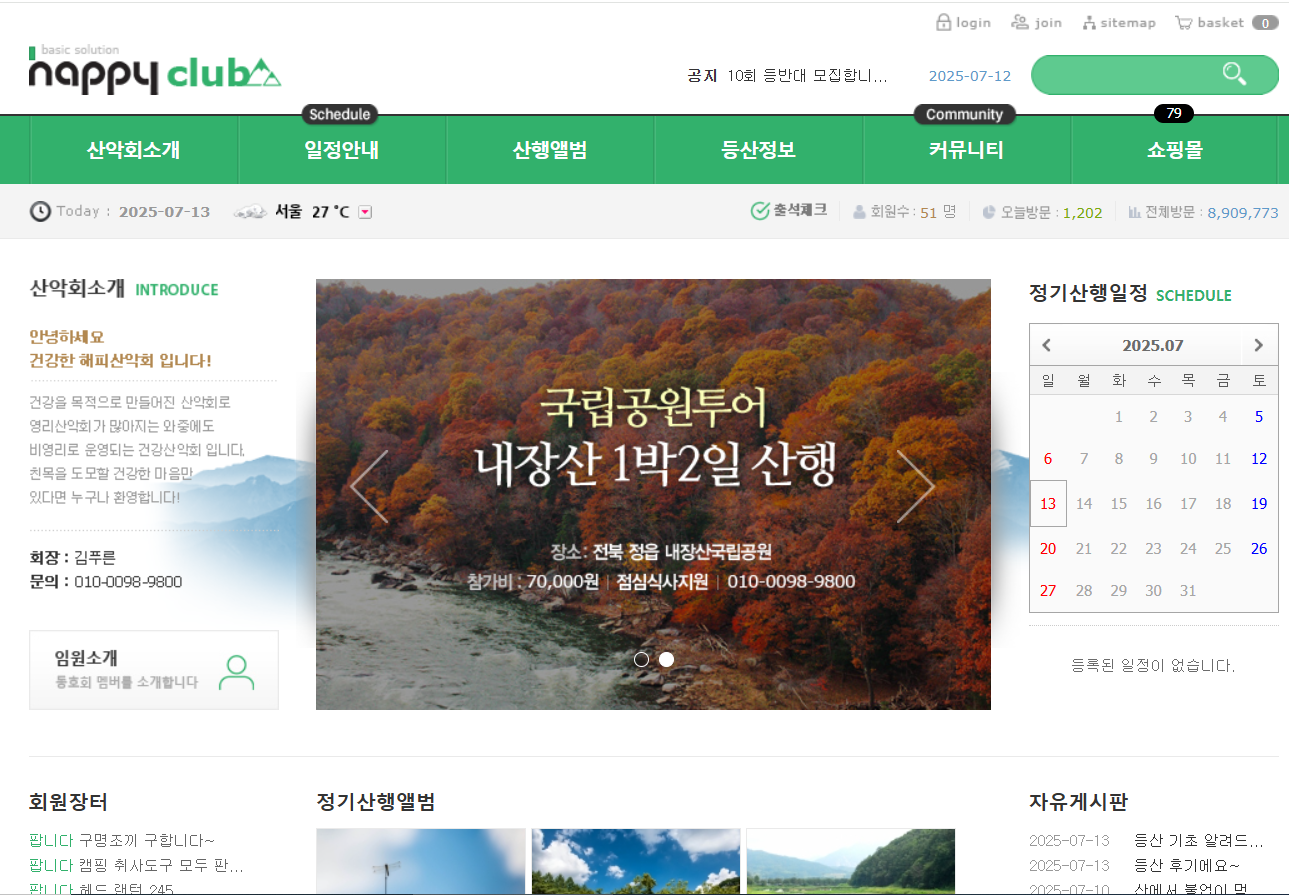 login join sitemap basket 0
basic solution
happy club
공지 10회 등반대 모집합니... 2025-07-12
Schedule Community 79
산악회소개 일정안내 산행앨범 등산정보 커뮤니티 쇼핑몰
Today : 2025-07-13 서울 27 ℃ 출석체크 회원수 : 51 명 오늘방문 : 1,202 전체방문 : 8,909,773
산악회소개 INTRODUCE
안녕하세요
건강한 해피산악회 입니다!
건강을 목적으로 만들어진 산악회로
영리산악회가 많아지는 와중에도
비영리로 운영되는 건강산악회 입니다.
친목을 도모할 건강한 마음만
있다면 누구나 환영합니다!
회장 : 김푸른
문의 : 010-0098-9800
임원소개
동호회 멤버를 소개합니다
국립공원투어
내장산 1박2일 산행
장소: 전북 정읍 내장산국립공원
참가비 : 70,000원 | 점심식사지원 | 010-0098-9800
정기산행일정 SCHEDULE
2025.07
일 월 화 수 목 금 토
1 2 3 4 5
6 7 8 9 10 11 12
13 14 15 16 17 18 19
20 21 22 23 24 25 26
27 28 29 30 31
등록된 일정이 없습니다.
회원장터
팝니다 구명조끼 구합니다~
팝니다 캠핑 취사도구 모두 판...
팝니다 헤드 랜턴 245
정기산행앨범
자유게시판
2025-07-13 등산 기초 알려드...
2025-07-13 등산 후기에요~
2025-07-10